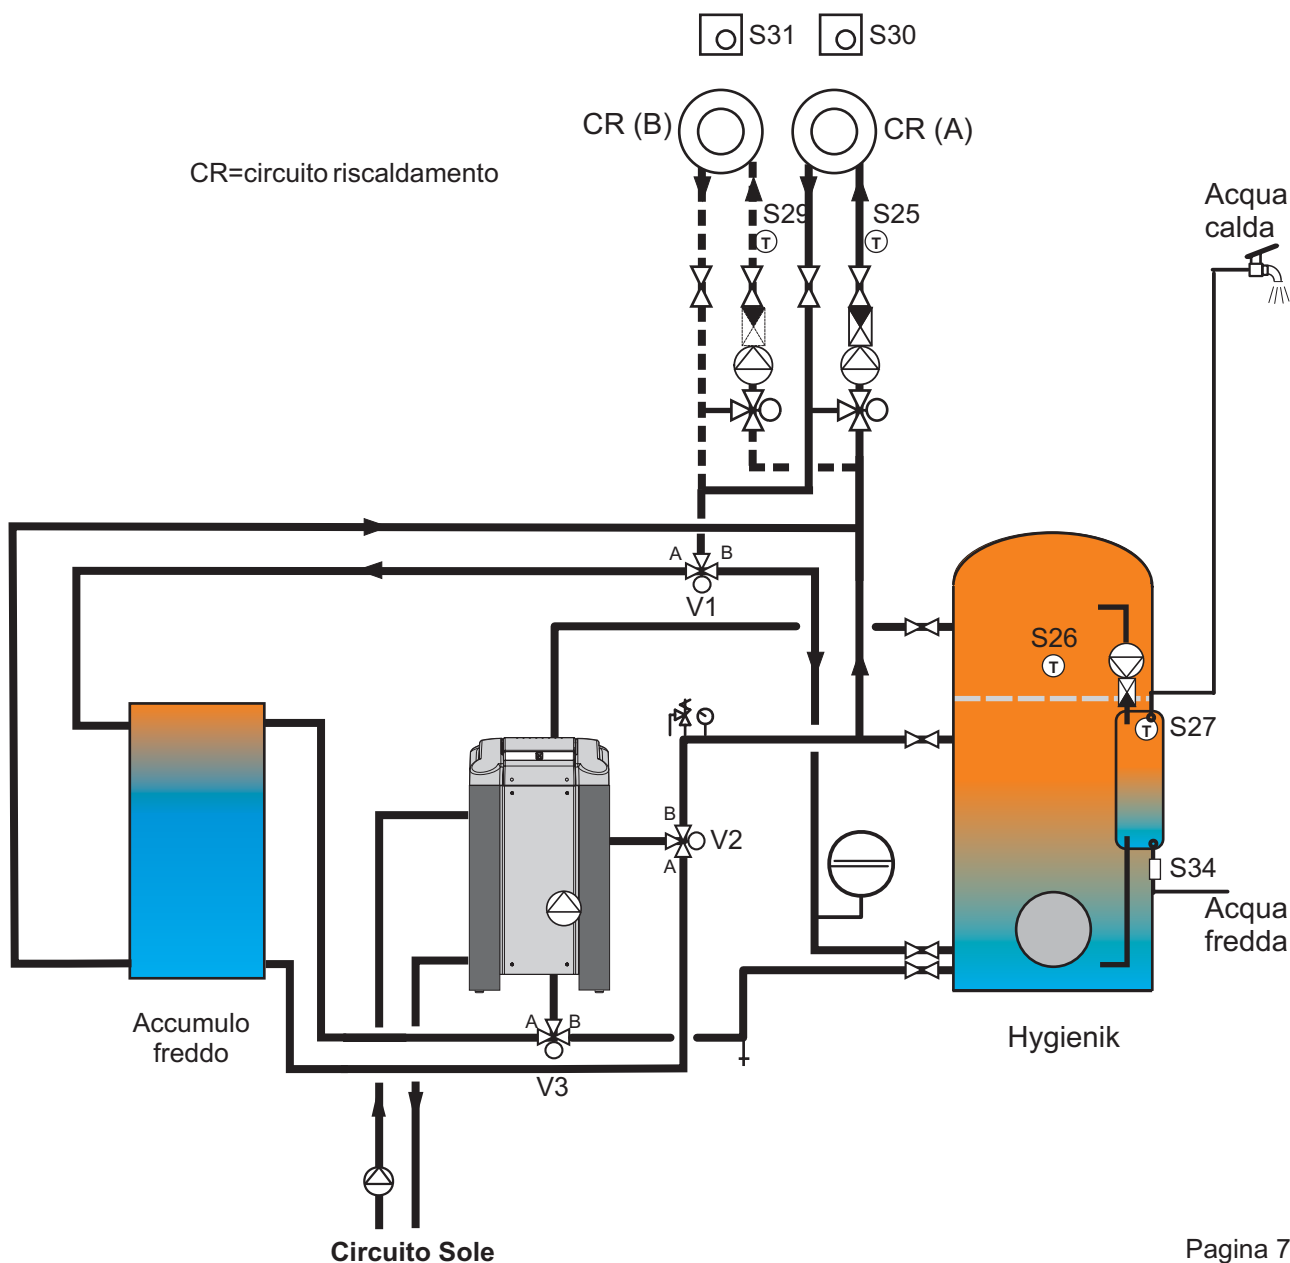 S31
S30
CR (B)
CR (A)
CR=circuito riscaldamento
Acqua
calda
S29
S25
T
T
A
B
V1
S26
T
S27
T
B
V2
A
S34
Acqua
fredda
Accumulo
freddo
A
B
V3
Hygienik
Circuito Sole
Pagina 7